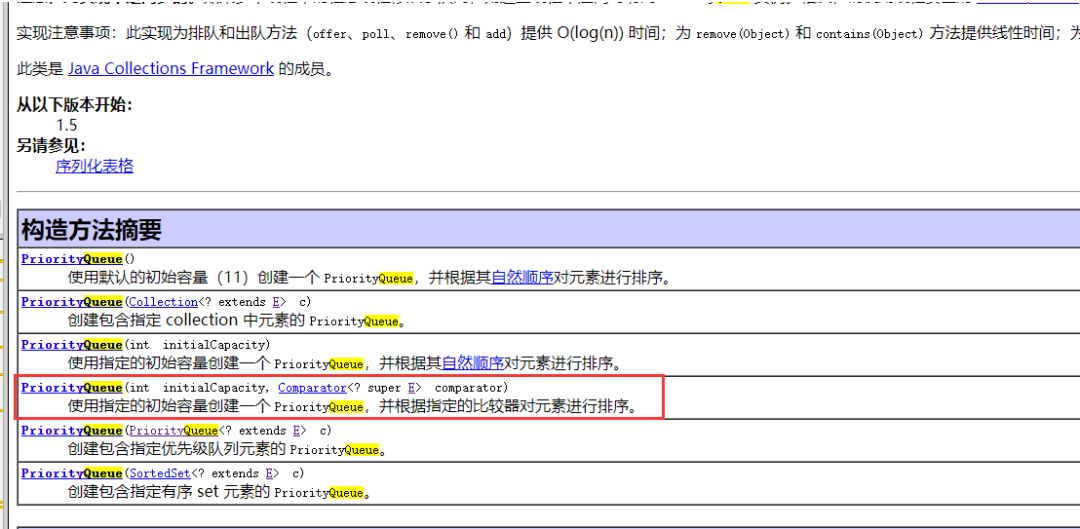 实现注意事项：此实现为排队和出队方法（offer、poll、remove() 和 add）提供 O(log(n)) 时间；为 remove(Object) 和 contains(Object) 方法提供线性时间；为
此类是 Java Collections Framework 的成员。
从以下版本开始：
1.5
另请参见：
序列化表格
构造方法摘要
PriorityQueue()
使用默认的初始容量（11）创建一个 PriorityQueue，并根据其自然顺序对元素进行排序。
PriorityQueue(Collection<? extends E> c)
创建包含指定 collection 中元素的 PriorityQueue。
PriorityQueue(int initialCapacity)
使用指定的初始容量创建一个 PriorityQueue，并根据其自然顺序对元素进行排序。
PriorityQueue(int initialCapacity, Comparator<? super E> comparator)
使用指定的初始容量创建一个 PriorityQueue，并根据指定的比较器对元素进行排序。
PriorityQueue(PriorityQueue<? extends E> c)
创建包含指定优先级队列元素的 PriorityQueue。
PriorityQueue(SortedSet<? extends E> c)
创建包含指定有序 set 元素的 PriorityQueue。